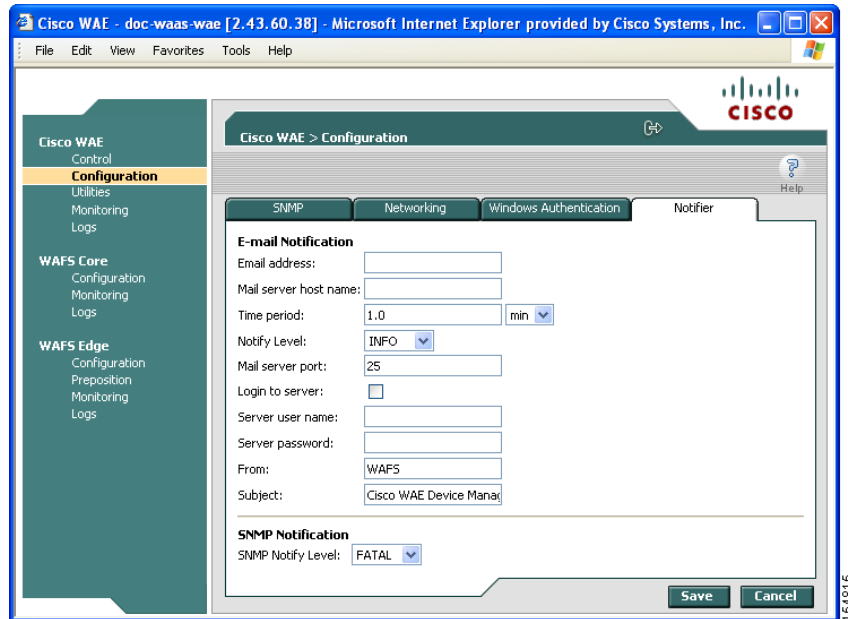 Cisco WAE - doc-waas-wae [2.43.60.38] - Microsoft Internet Explorer provided by Cisco Systems, Inc.
File Edit View Favorites Tools Help
CISCO
Cisco WAE > Configuration
Help
Cisco WAE
Control
Configuration
Utilities
Monitoring
Logs
WAFS Core
Configuration
Monitoring
Logs
WAFS Edge
Configuration
Preposition
Monitoring
Logs
SNMP Networking Windows Authentication Notifier
E-mail Notification
Email address:
Mail server host name:
Time period: 1.0 min
Notify Level: INFO
Mail server port: 25
Login to server:
Server user name:
Server password:
From: WAFS
Subject: Cisco WAE Device Manag
SNMP Notification
SNMP Notify Level: FATAL
Save Cancel
154816